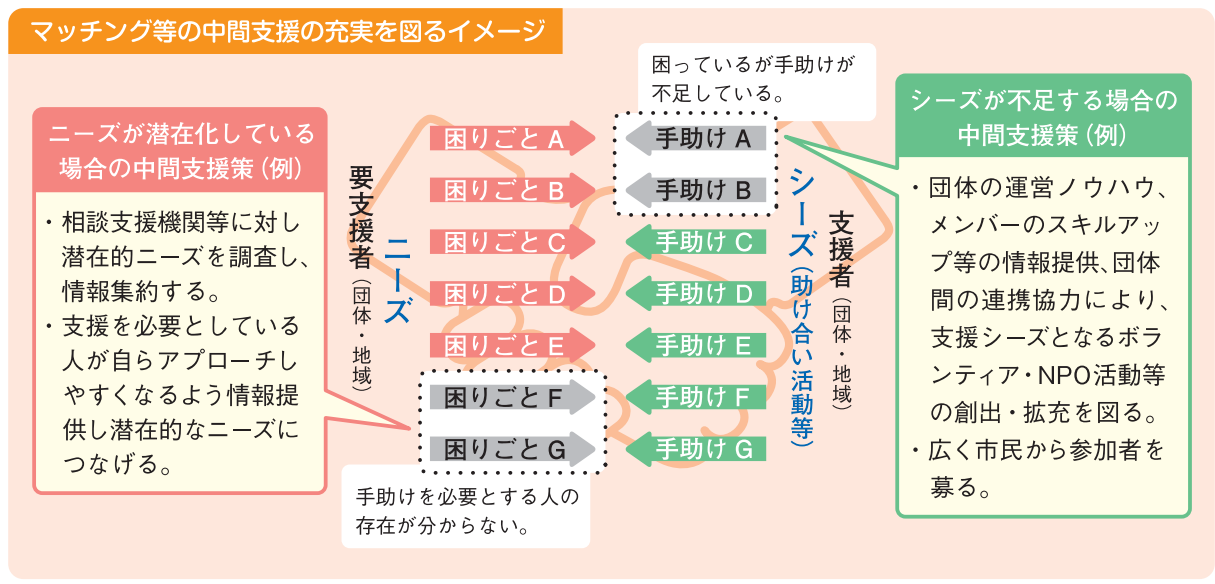 マッチング等の中間支援の充実を図るイメージ
ニーズが潜在化している
場合の中間支援策（例）
・相談支援機関等に対し
潜在的ニーズを調査し、
情報集約する。
・支援を必要としている
人が自らアプローチし
やすくなるよう情報提
供し潜在的なニーズに
つなげる。
要支援者（団体・地域）
ニーズ
困りごと A
困りごと B
困りごと C
困りごと D
困りごと E
困りごと F
困りごと G
手助けを必要とする人の
存在が分からない。
困っているが手助けが
不足している。
手助け A
手助け B
手助け C
手助け D
手助け E
手助け F
手助け G
シーズ（助け合い活動等）
支援者（団体・地域）
シーズが不足する場合の
中間支援策（例）
・団体の運営ノウハウ、
メンバーのスキルアッ
プ等の情報提供、団体
間の連携協力により、
支援シーズとなるボラ
ンティア・NPO活動等
の創出・拡充を図る。
・広く市民から参加者を
募る。